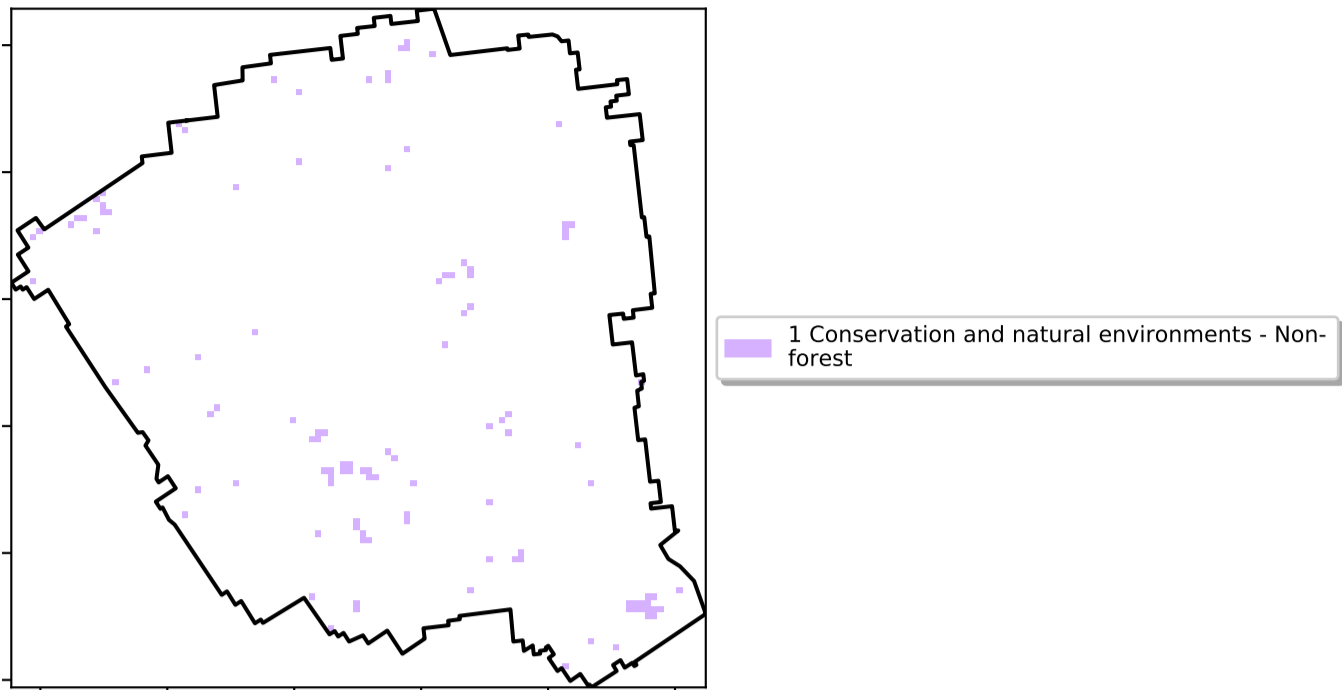 1 Conservation and natural environments - Non-
forest